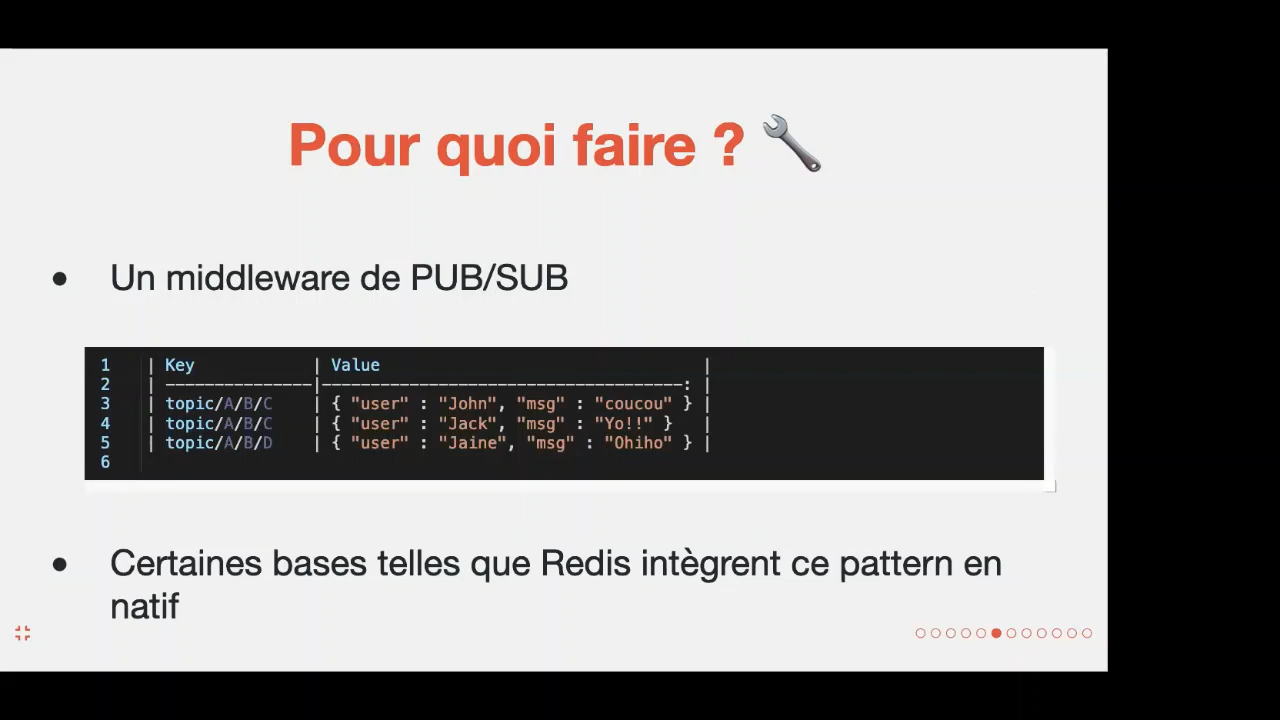 Pour quoi faire ? 🔧
● Un middleware de PUB/SUB
1 | Key | Value |
2 | ---------------|-------------------------------------: |
3 | topic/A/B/C | { "user" : "John", "msg" : "coucou" } |
4 | topic/A/B/C | { "user" : "Jack", "msg" : "Yo!!" } |
5 | topic/A/B/D | { "user" : "Jaine", "msg" : "Ohiho" } |
6
● Certaines bases telles que Redis intègrent ce pattern en
natif